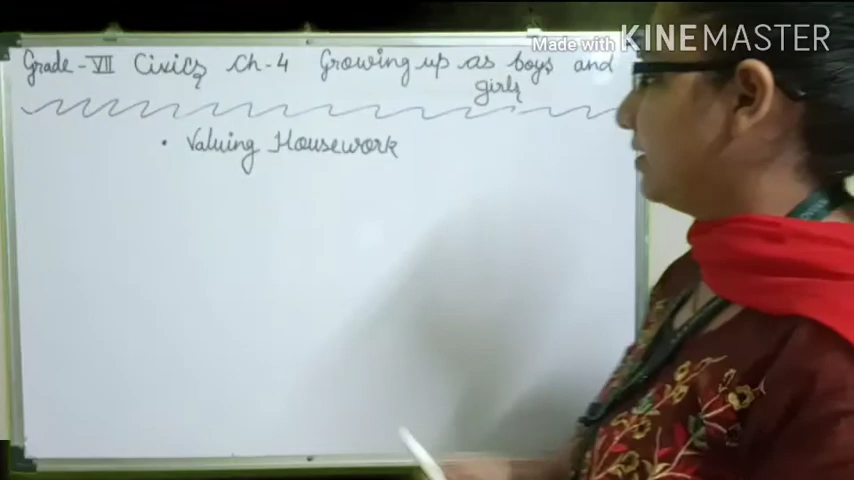 Made with KINEMASTER
Grade-VII Civics Ch-4 Growing up as boys and
girls
• Valuing Housework